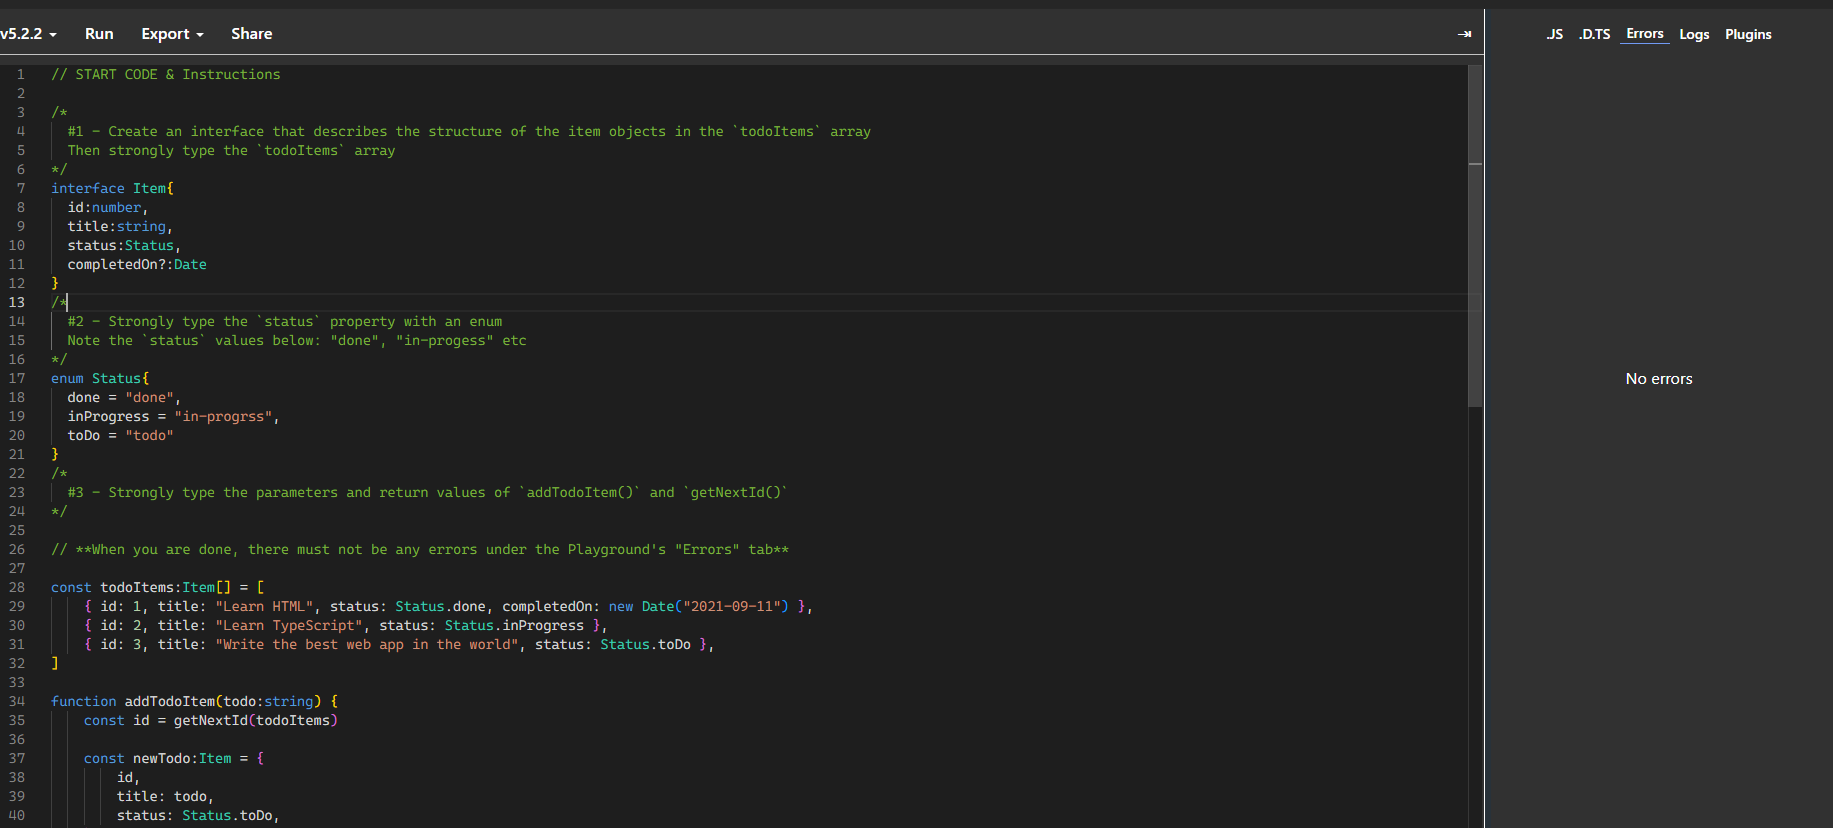 v5.2.2 Run Export Share .JS .D.TS Errors Logs Plugins
1 // START CODE & Instructions
2
3 /*
4 #1 - Create an interface that describes the structure of the item objects in the `todoItems` array
5 Then strongly type the `todoItems` array
6 */
7 interface Item{
8 id:number,
9 title:string,
10 status:Status,
11 completedOn?:Date
12 }
13 /*
14 #2 - Strongly type the `status` property with an enum
15 Note the `status` values below: "done", "in-progess" etc
16 */
17 enum Status{
18 done = "done",
19 inProgress = "in-progrss",
20 toDo = "todo"
21 }
22 /*
23 #3 - Strongly type the parameters and return values of `addTodoItem()` and `getNextId()`
24 */
25
26 // **When you are done, there must not be any errors under the Playground's "Errors" tab**
27
28 const todoItems:Item[] = [
29 { id: 1, title: "Learn HTML", status: Status.done, completedOn: new Date("2021-09-11") },
30 { id: 2, title: "Learn TypeScript", status: Status.inProgress },
31 { id: 3, title: "Write the best web app in the world", status: Status.toDo },
32 ]
33
34 function addTodoItem(todo:string) {
35 const id = getNextId(todoItems)
36
37 const newTodo:Item = {
38 id,
39 title: todo,
40 status: Status.toDo,
No errors